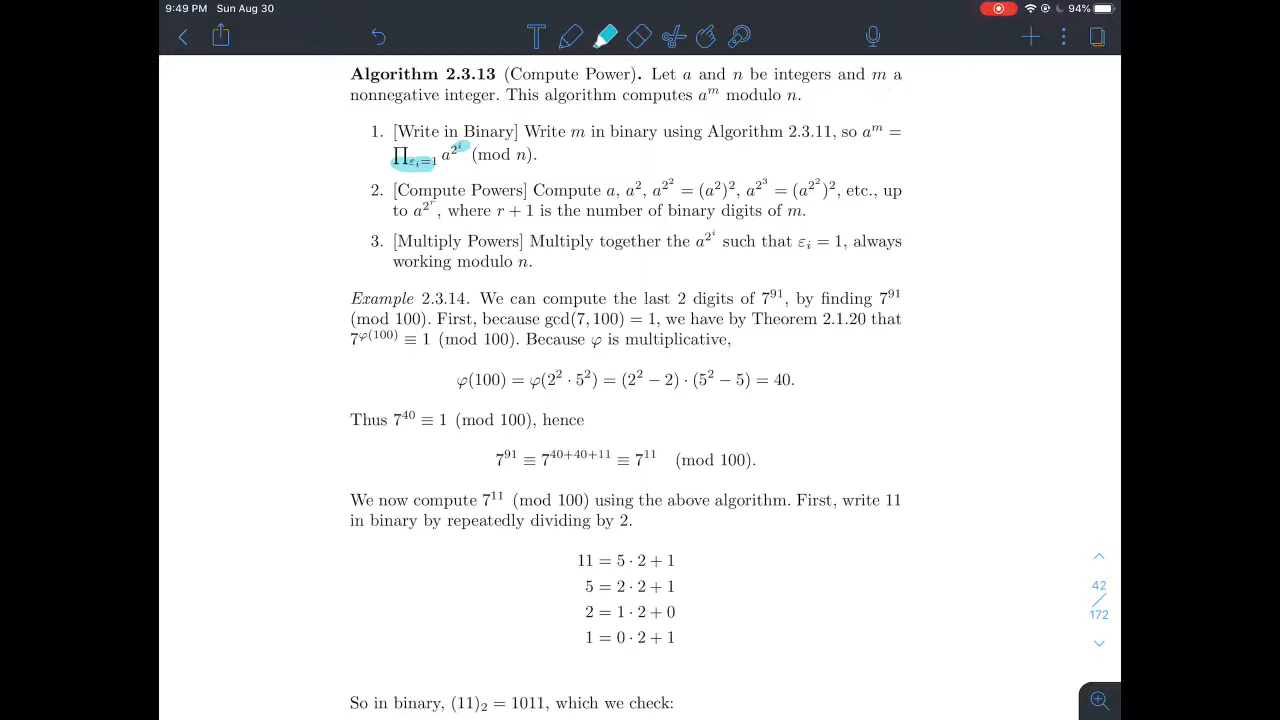 9:49 PM Sun Aug 30
94%
Algorithm 2.3.13 (Compute Power). Let a and n be integers and m a
nonnegative integer. This algorithm computes a^m modulo n.
1. [Write in Binary] Write m in binary using Algorithm 2.3.11, so a^m =
∏_{ε_i=1} a^{2^i} (mod n).
2. [Compute Powers] Compute a, a^2, a^{2^2} = (a^2)^2, a^{2^3} = (a^{2^2})^2, etc., up
to a^{2^r}, where r + 1 is the number of binary digits of m.
3. [Multiply Powers] Multiply together the a^{2^i} such that ε_i = 1, always
working modulo n.
Example 2.3.14. We can compute the last 2 digits of 7^{91}, by finding 7^{91}
(mod 100). First, because gcd(7, 100) = 1, we have by Theorem 2.1.20 that
7^{φ(100)} ≡ 1 (mod 100). Because φ is multiplicative,
φ(100) = φ(2^2 · 5^2) = (2^2 − 2) · (5^2 − 5) = 40.
Thus 7^{40} ≡ 1 (mod 100), hence
7^{91} ≡ 7^{40+40+11} ≡ 7^{11} (mod 100).
We now compute 7^{11} (mod 100) using the above algorithm. First, write 11
in binary by repeatedly dividing by 2.
11 = 5 · 2 + 1
5 = 2 · 2 + 1
2 = 1 · 2 + 0
1 = 0 · 2 + 1
So in binary, (11)_2 = 1011, which we check:
42
172